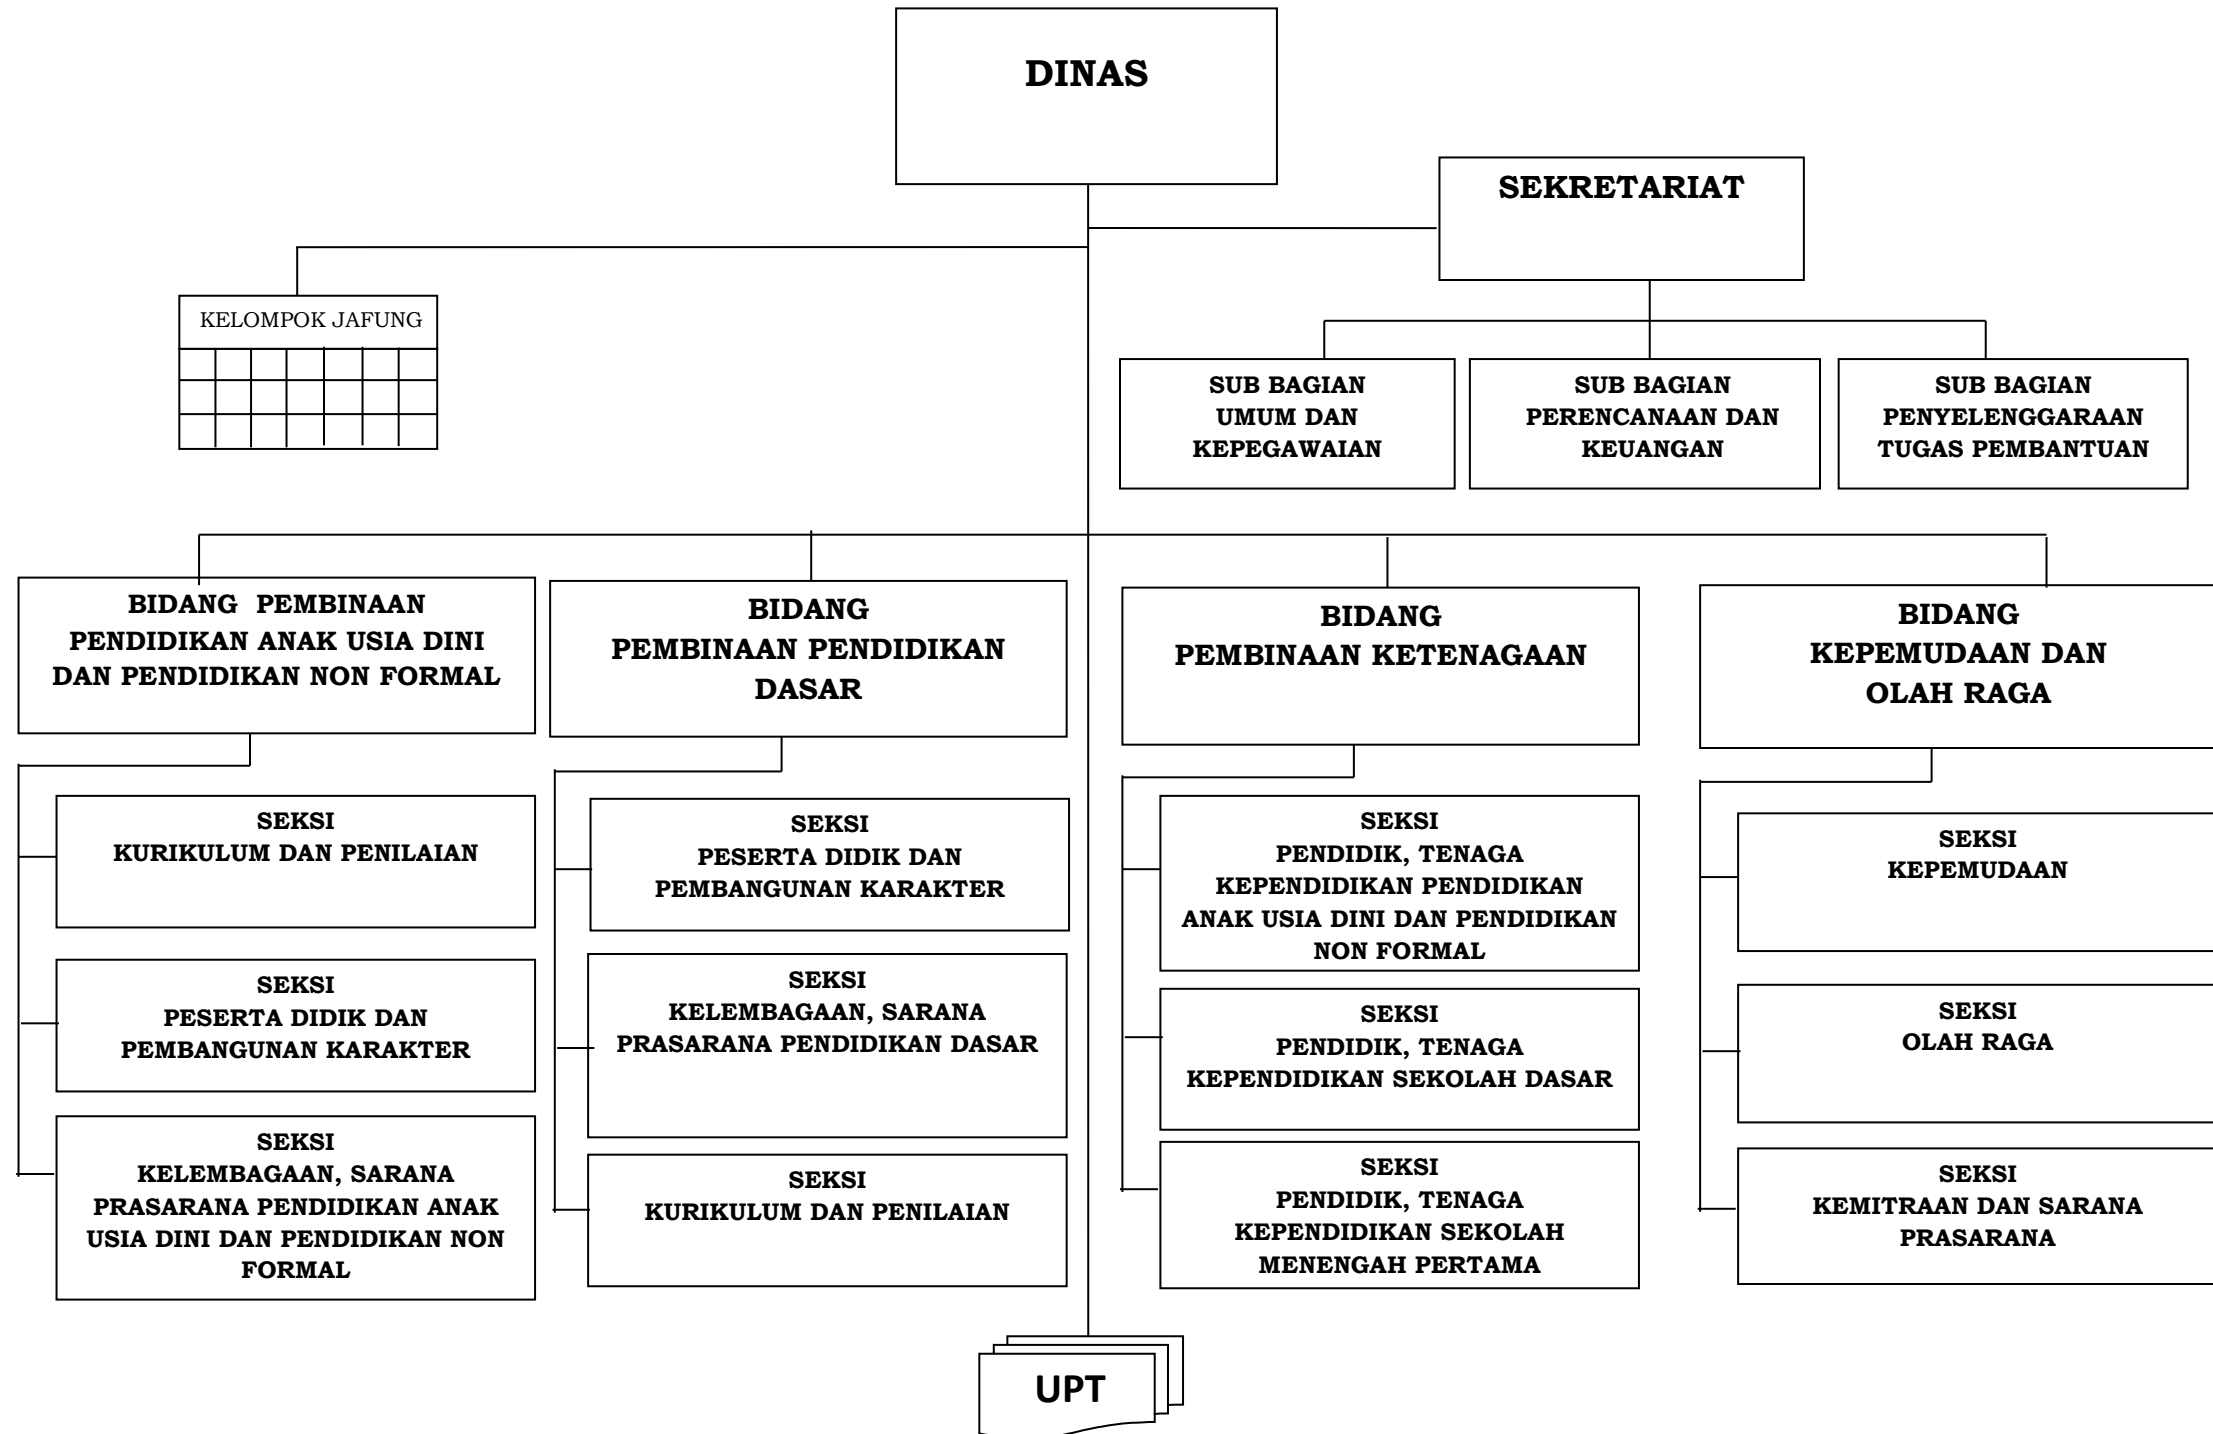 DINAS
SEKRETARIAT
KELOMPOK JAFUNG
SUB BAGIAN
UMUM DAN
KEPEGAWAIAN
SUB BAGIAN
PERENCANAAN DAN
KEUANGAN
SUB BAGIAN
PENYELENGGARAAN
TUGAS PEMBANTUAN
BIDANG  PEMBINAAN
PENDIDIKAN ANAK USIA DINI
DAN PENDIDIKAN NON FORMAL
BIDANG
PEMBINAAN PENDIDIKAN
DASAR
BIDANG
PEMBINAAN KETENAGAAN
BIDANG
KEPEMUDAAN DAN
OLAH RAGA
SEKSI
KURIKULUM DAN PENILAIAN
SEKSI
PESERTA DIDIK DAN
PEMBANGUNAN KARAKTER
SEKSI
KELEMBAGAAN, SARANA
PRASARANA PENDIDIKAN ANAK
USIA DINI DAN PENDIDIKAN NON
FORMAL
SEKSI
PESERTA DIDIK DAN
PEMBANGUNAN KARAKTER
SEKSI
KELEMBAGAAN, SARANA
PRASARANA PENDIDIKAN DASAR
SEKSI
KURIKULUM DAN PENILAIAN
SEKSI
PENDIDIK, TENAGA
KEPENDIDIKAN PENDIDIKAN
ANAK USIA DINI DAN PENDIDIKAN
NON FORMAL
SEKSI
PENDIDIK, TENAGA
KEPENDIDIKAN SEKOLAH DASAR
SEKSI
PENDIDIK, TENAGA
KEPENDIDIKAN SEKOLAH
MENENGAH PERTAMA
SEKSI
KEPEMUDAAN
SEKSI
OLAH RAGA
SEKSI
KEMITRAAN DAN SARANA
PRASARANA
UPT